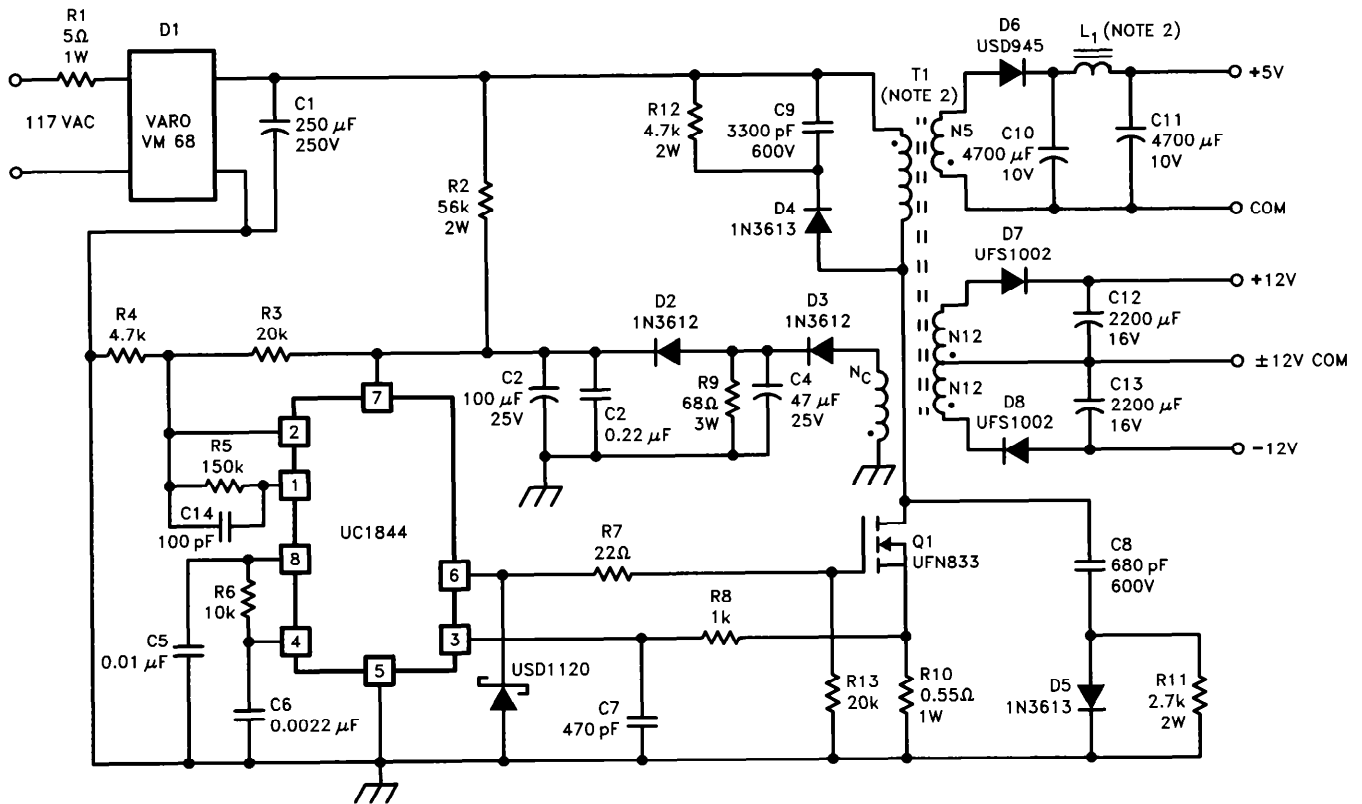 R1
5Ω
1W
D1
VARO
VM 68
117 VAC
C1
250 µF
250V
R2
56k
2W
R12
4.7k
2W
C9
3300 pF
600V
D4
1N3613
T1
(NOTE 2)
D6
USD945
L1 (NOTE 2)
+5V
N5
C10
4700 µF
10V
C11
4700 µF
10V
COM
D7
UFS1002
+12V
N12
C12
2200 µF
16V
±12V COM
N12
C13
2200 µF
16V
D8
UFS1002
-12V
R4
4.7k
R3
20k
D2
1N3612
D3
1N3612
NC
C2
100 µF
25V
C2
0.22 µF
R9
68Ω
3W
C4
47 µF
25V
7
2
R5
150k
1
C14
100 pF
UC1844
8
R6
10k
6
4
3
5
C5
0.01 µF
C6
0.0022 µF
USD1120
R7
22Ω
R8
1k
C7
470 pF
Q1
UFN833
R13
20k
R10
0.55Ω
1W
C8
680 pF
600V
D5
1N3613
R11
2.7k
2W